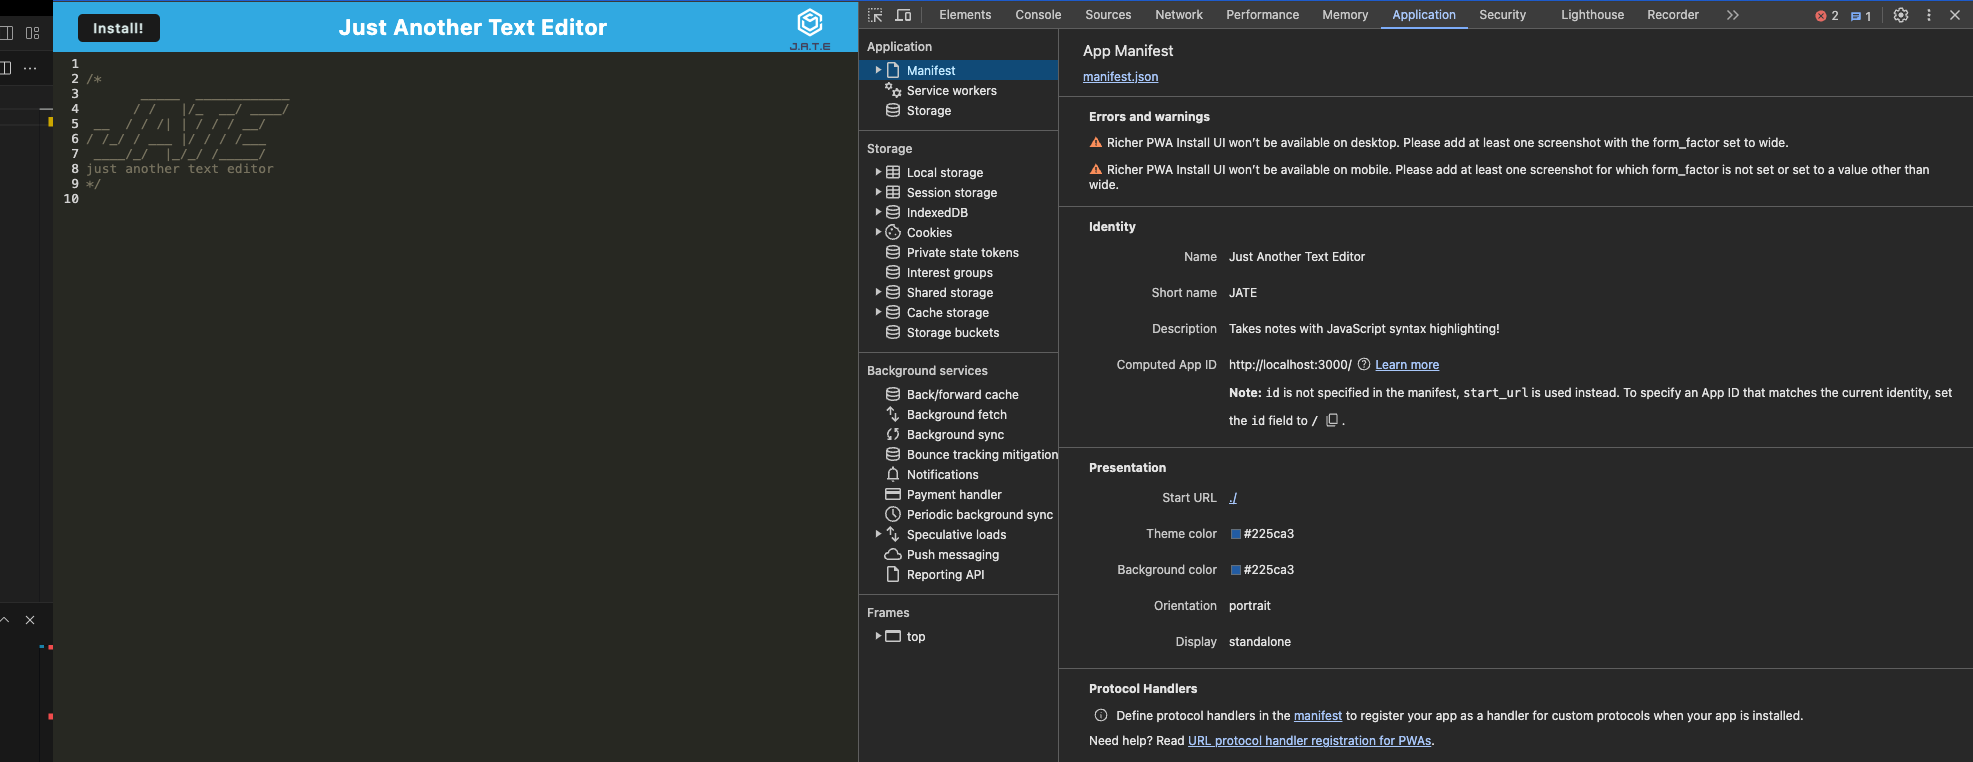 Install!
Just Another Text Editor
J.A.T.E
1
2 /*
3       _____  ____________
4      / /   |/_  __/ ____/
5 __  / / /| | / / / __/
6 / /_/ / ___ |/ / / /___
7 ____/_/  |_/_/ /_____/
8 just another text editor
9 */
10
Elements Console Sources Network Performance Memory Application Security Lighthouse Recorder 2 1
Application
Manifest
Service workers
Storage
Storage
Local storage
Session storage
IndexedDB
Cookies
Private state tokens
Interest groups
Shared storage
Cache storage
Storage buckets
Background services
Back/forward cache
Background fetch
Background sync
Bounce tracking mitigation
Notifications
Payment handler
Periodic background sync
Speculative loads
Push messaging
Reporting API
Frames
top
App Manifest
manifest.json
Errors and warnings
Richer PWA Install UI won't be available on desktop. Please add at least one screenshot with the form_factor set to wide.
Richer PWA Install UI won't be available on mobile. Please add at least one screenshot for which form_factor is not set or set to a value other than
wide.
Identity
Name Just Another Text Editor
Short name JATE
Description Takes notes with JavaScript syntax highlighting!
Computed App ID http://localhost:3000/ Learn more
Note: id is not specified in the manifest, start_url is used instead. To specify an App ID that matches the current identity, set
the id field to / .
Presentation
Start URL ./
Theme color #225ca3
Background color #225ca3
Orientation portrait
Display standalone
Protocol Handlers
Define protocol handlers in the manifest to register your app as a handler for custom protocols when your app is installed.
Need help? Read URL protocol handler registration for PWAs.